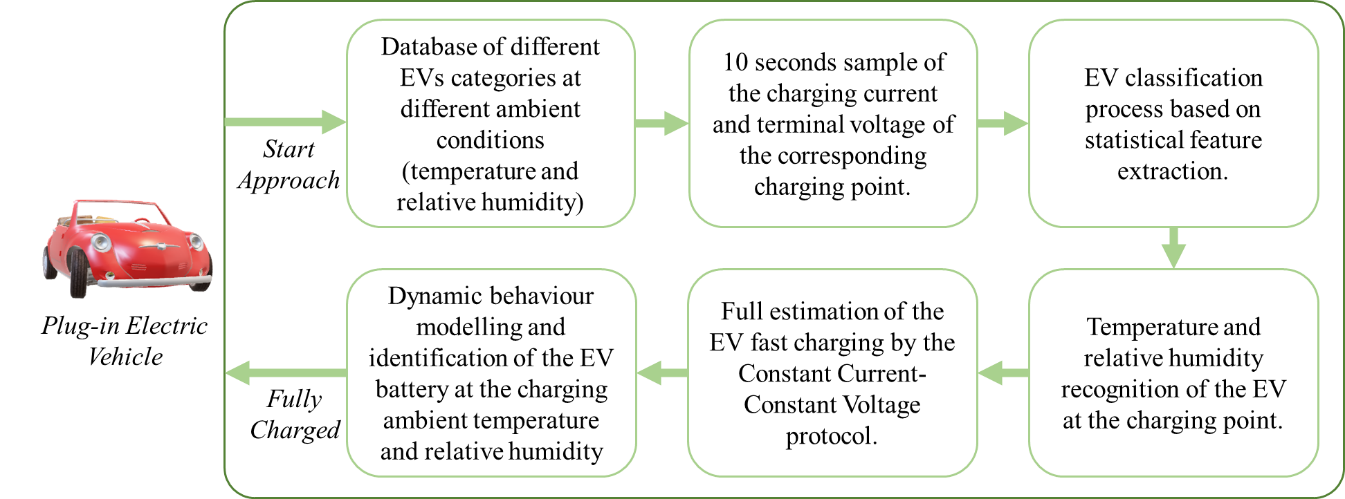 Database of different
EVs categories at
different ambient
conditions
(temperature and
relative humidity)
10 seconds sample of
the charging current
and terminal voltage of
the corresponding
charging point.
EV classification
process based on
statistical feature
extraction.
Start
Approach
Plug-in Electric
Vehicle
Temperature and
relative humidity
recognition of the EV
at the charging point.
Full estimation of the
EV fast charging by the
Constant Current-
Constant Voltage
protocol.
Dynamic behaviour
modelling and
identification of the EV
battery at the charging
ambient temperature
and relative humidity
Fully
Charged